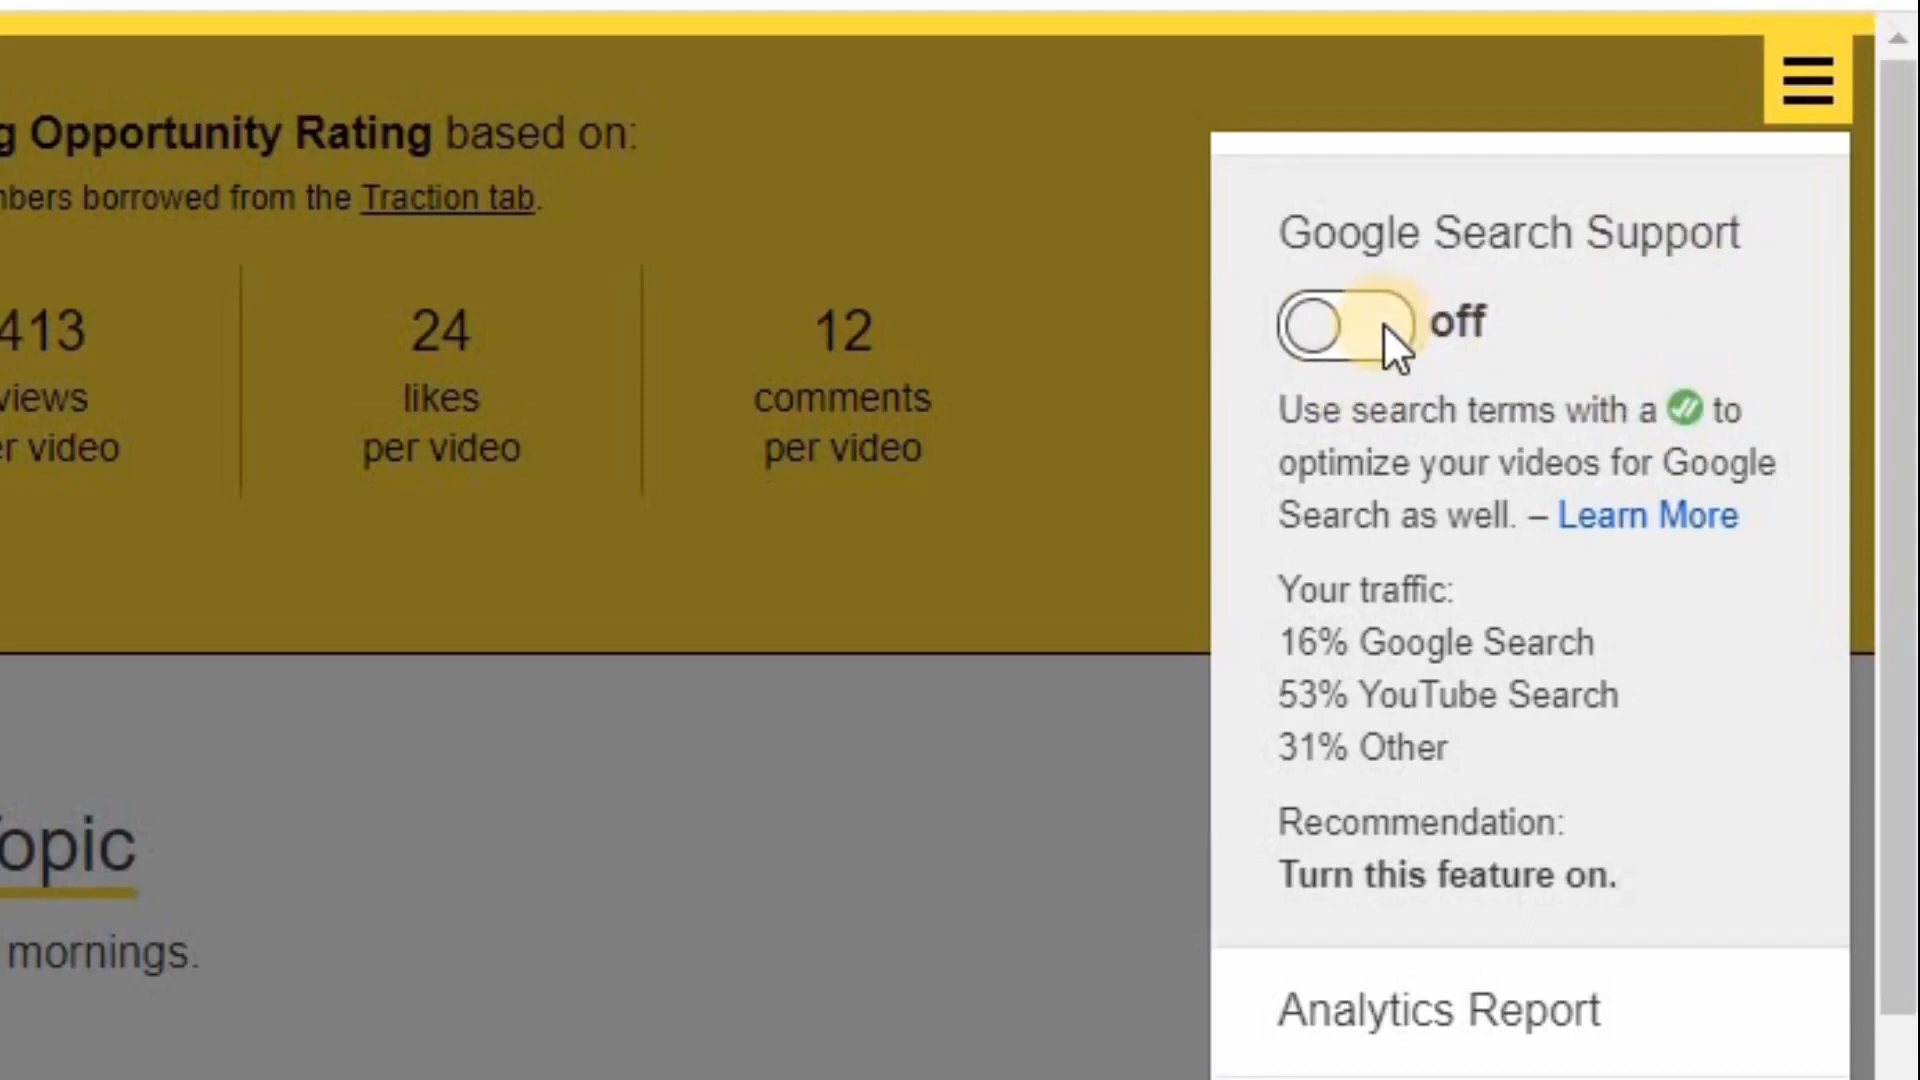 Opportunity Rating based on:
borrowed from the Traction tab.
413
views
per video
24
likes
per video
12
comments
per video
Topic
mornings.
Google Search Support
off
Use search terms with a to
optimize your videos for Google
Search as well. – Learn More
Your traffic:
16% Google Search
53% YouTube Search
31% Other
Recommendation:
Turn this feature on.
Analytics Report